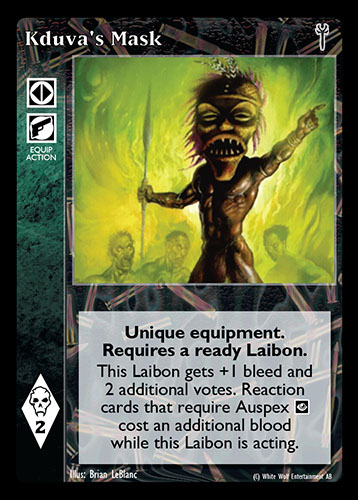 Kduva's Mask
EQUIP
ACTION
Unique equipment.
Requires a ready Laibon.
This Laibon gets +1 bleed and
2 additional votes. Reaction
cards that require Auspex
cost an additional blood
while this Laibon is acting.
2
Illus: Brian LeBlanc
(C) White Wolf Entertainment AB